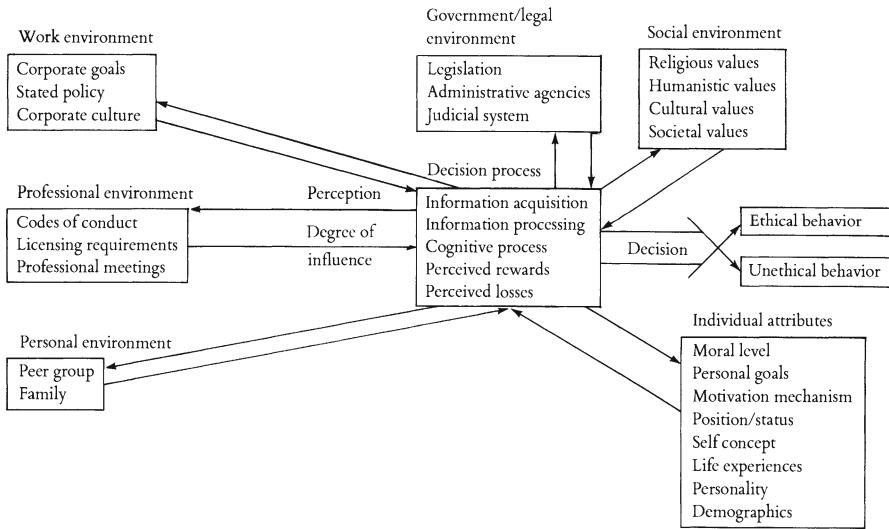 Work environment
Corporate goals
Stated policy
Corporate culture
Government/legal
environment
Legislation
Administrative agencies
Judicial system
Social environment
Religious values
Humanistic values
Cultural values
Societal values
Professional environment
Codes of conduct
Licensing requirements
Professional meetings
Perception
Degree of
influence
Decision process
Information acquisition
Information processing
Cognitive process
Perceived rewards
Perceived losses
Decision
Ethical behavior
Unethical behavior
Personal environment
Peer group
Family
Individual attributes
Moral level
Personal goals
Motivation mechanism
Position/status
Self concept
Life experiences
Personality
Demographics